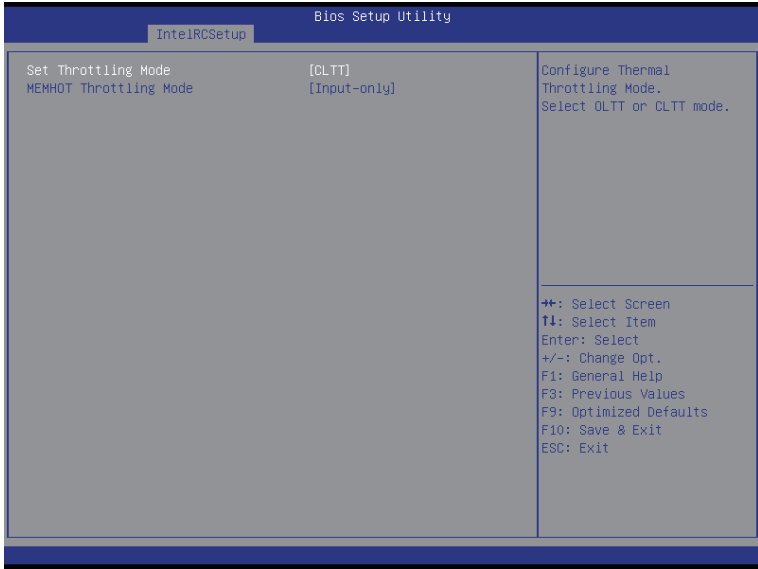 Bios Setup Utility
IntelRCSetup
Set Throttling Mode [CLTT]
MEMHOT Throttling Mode [Input-only]
Configure Thermal
Throttling Mode.
Select OLTT or CLTT mode.
→←: Select Screen
↑↓: Select Item
Enter: Select
+/-: Change Opt.
F1: General Help
F3: Previous Values
F9: Optimized Defaults
F10: Save & Exit
ESC: Exit